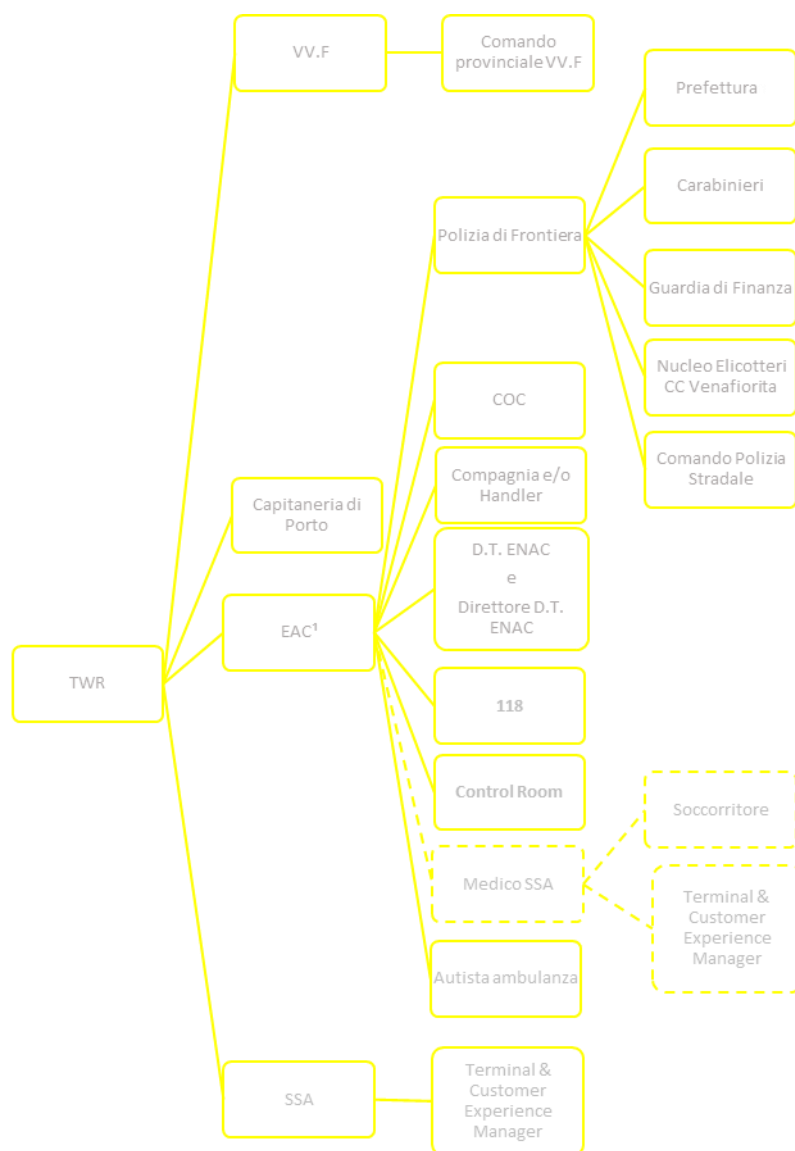 VV.F
Comando
provinciale VV.F
Prefettura
Carabinieri
Polizia di Frontiera
Guardia di Finanza
Nucleo Elicotteri
CC Venafiorita
COC
Comando Polizia
Stradale
Compagnia e/o
Handler
Capitaneria di
Porto
D.T. ENAC
e
Direttore D.T.
ENAC
EAC¹
TWR
118
Control Room
Soccorritore
Medico SSA
Terminal &
Customer
Experience
Manager
Autista ambulanza
SSA
Terminal &
Customer
Experience
Manager